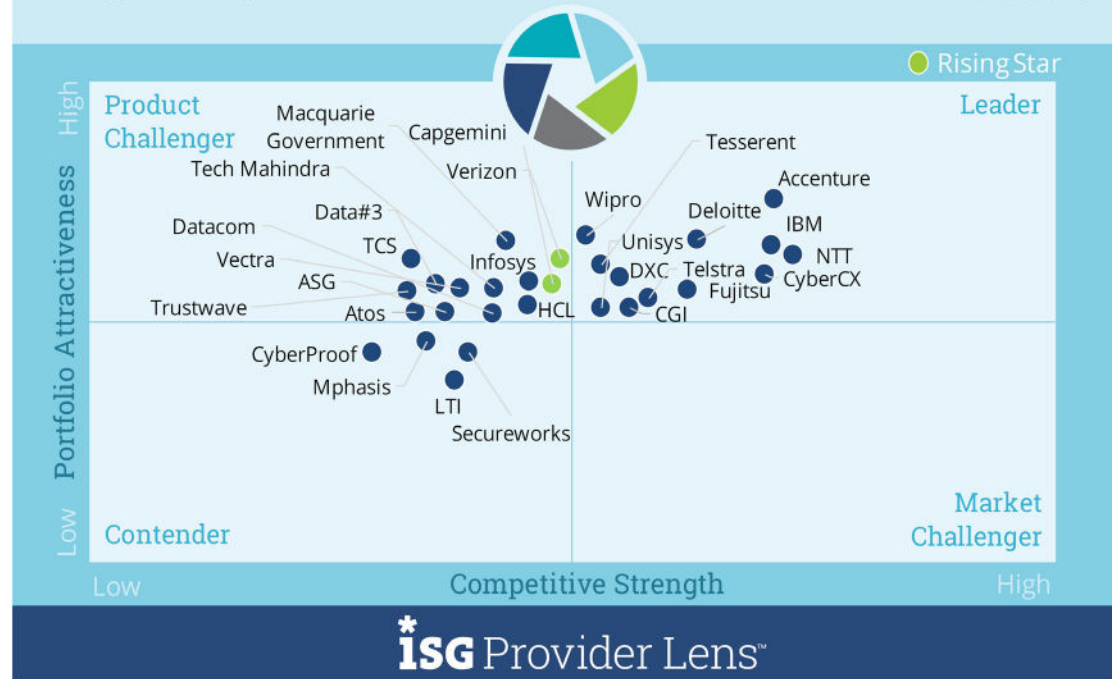 Rising Star
High
Product
Challenger
Leader
Macquarie
Government
Capgemini
Tesserent
Tech Mahindra
Verizon
Accenture
Wipro
Deloitte
Data#3
Datacom
IBM
TCS
Unisys
Vectra
Infosys
NTT
DXC
Telstra
CyberCX
ASG
Fujitsu
Trustwave
Atos
HCL
CGI
CyberProof
Mphasis
LTI
Secureworks
Portfolio Attractiveness
Low
Contender
Market
Challenger
Low
Competitive Strength
High
*ISG Provider Lens™